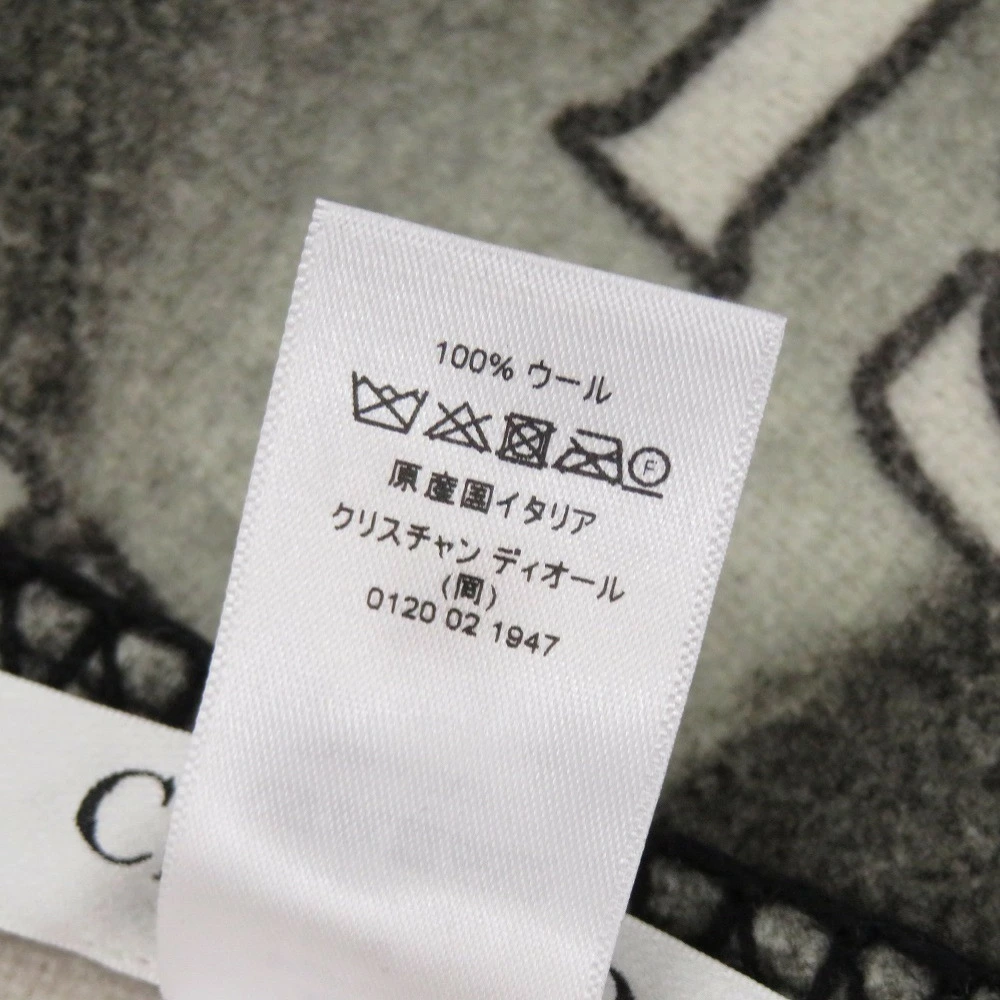 100% ウール
F
原産国イタリア
クリスチャン ディオール
(間)
0120 02 1947
C